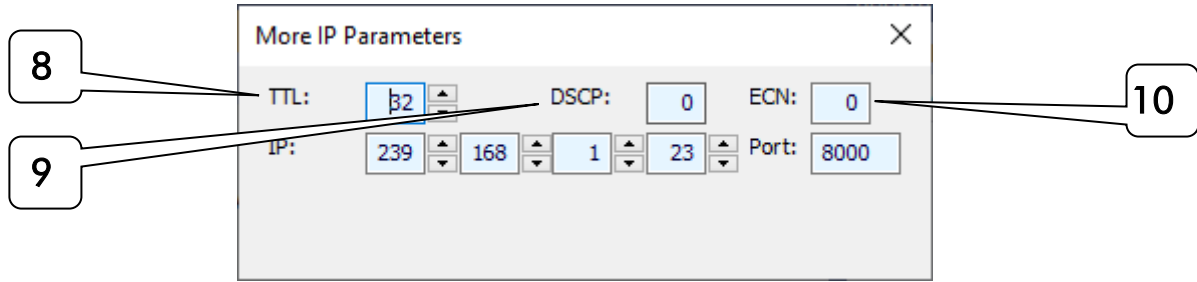 More IP Parameters
8
TTL: 32 DSCP: 0 ECN: 0
10
IP: 239 168 1 23 Port: 8000
9